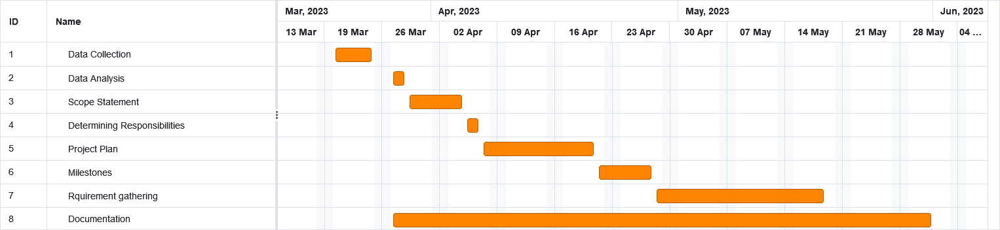 ID Name Mar, 2023 Apr, 2023 May, 2023 Jun, 2023
13 Mar 19 Mar 26 Mar 02 Apr 09 Apr 16 Apr 23 Apr 30 Apr 07 May 14 May 21 May 28 May 04 ...
1 Data Collection
2 Data Analysis
3 Scope Statement
4 Determining Responsibilities
5 Project Plan
6 Milestones
7 Rquirement gathering
8 Documentation